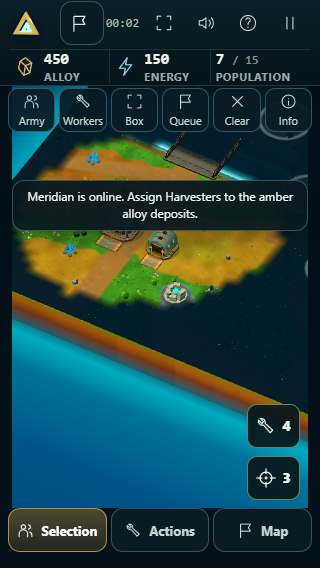 00:02
450
ALLOY
150
ENERGY
7 / 15
POPULATION
Army
Workers
Box
Queue
Clear
Info
Meridian is online. Assign Harvesters to the amber
alloy deposits.
4
3
Selection
Actions
Map